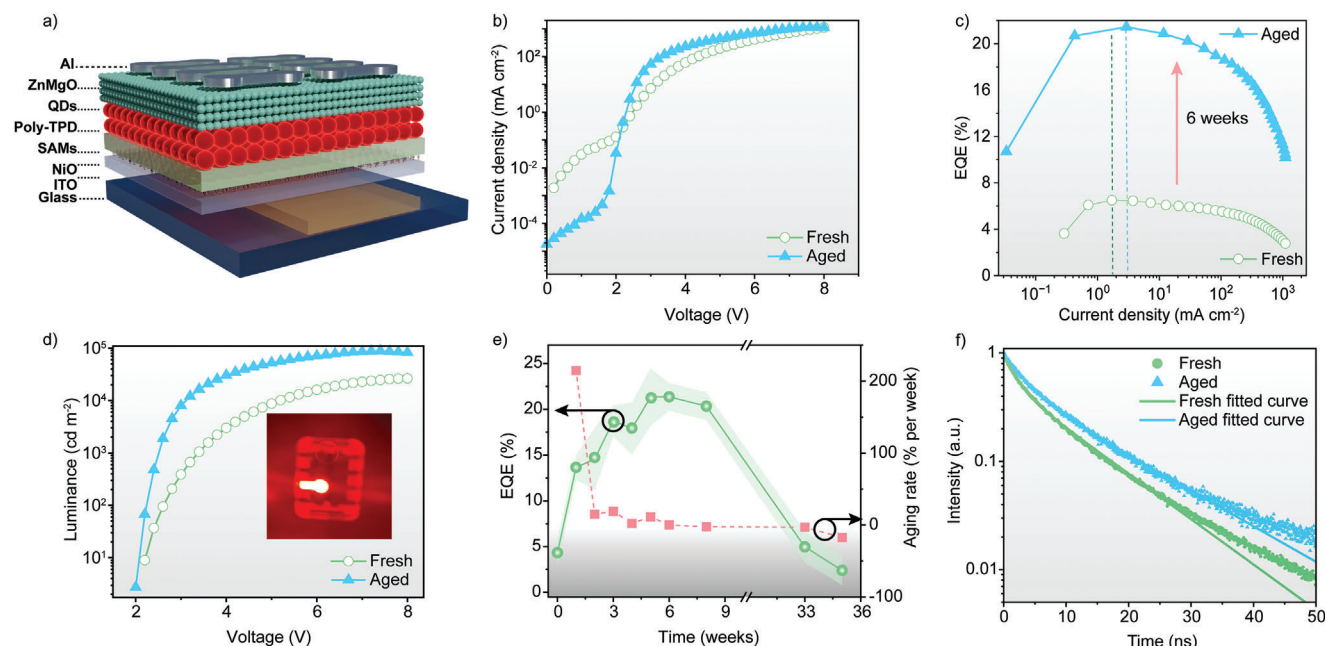 a)
Al
ZnMgO
QDs
Poly-TPD
SAMs
NiO
ITO
Glass
b)
Current density (mA cm⁻²)
10²
10⁰
10⁻²
10⁻⁴
0 2 4 6 8
Voltage (V)
Fresh
Aged
c)
EQE (%)
20
16
12
8
4
0
10⁻¹ 10⁰ 10¹ 10² 10³
Current density (mA cm⁻²)
Aged
6 weeks
Fresh
d)
Luminance (cd m⁻²)
10⁵
10⁴
10³
10²
10¹
2 4 6 8
Voltage (V)
Fresh
Aged
e)
EQE (%)
25
20
15
10
5
0
0 3 6 9 33 36
Time (weeks)
200
100
0
-100
Aging rate (% per week)
f)
Intensity (a.u.)
1
0.1
0.01
0 10 20 30 40 50
Time (ns)
Fresh
Aged
Fresh fitted curve
Aged fitted curve